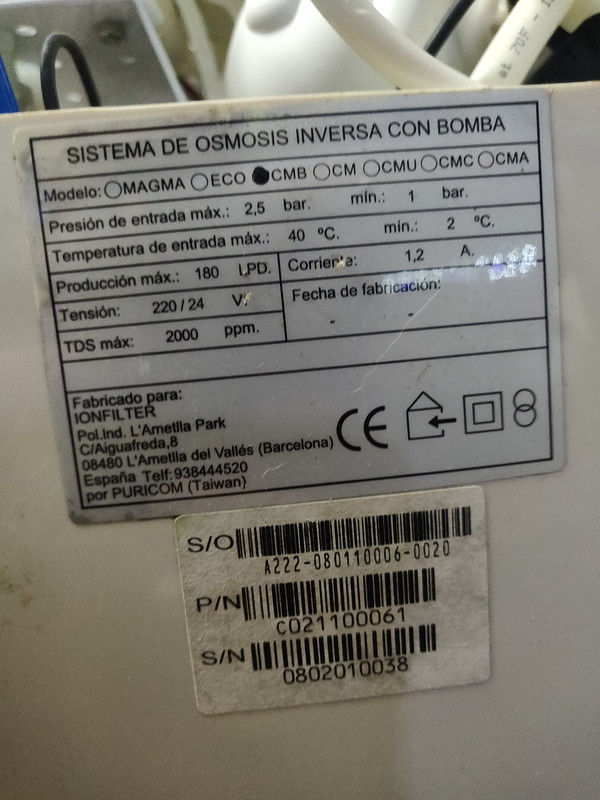 at 70F - 1
SISTEMA DE OSMOSIS INVERSA CON BOMBA
Modelo: ○MAGMA ○ECO ●CMB ○CM ○CMU ○CMC ○CMA
Presión de entrada máx.: 2,5 bar. mín.: 1 bar.
Temperatura de entrada máx.: 40 ºC. mín.: 2 ºC.
Producción máx.: 180 LPD. Corriente: 1,2 A.
Tensión: 220 / 24 V. Fecha de fabricación:
TDS máx: 2000 ppm. - -
Fabricado para:
IONFILTER
Pol.Ind. L'Ametlla Park
C/Aiguafreda,8
08480 L'Ametlla del Vallés (Barcelona)
España Telf:938444520
por PURICOM (Taiwan)
CE
S/O
A222-080110006-0020
P/N
C021100061
S/N
0802010038